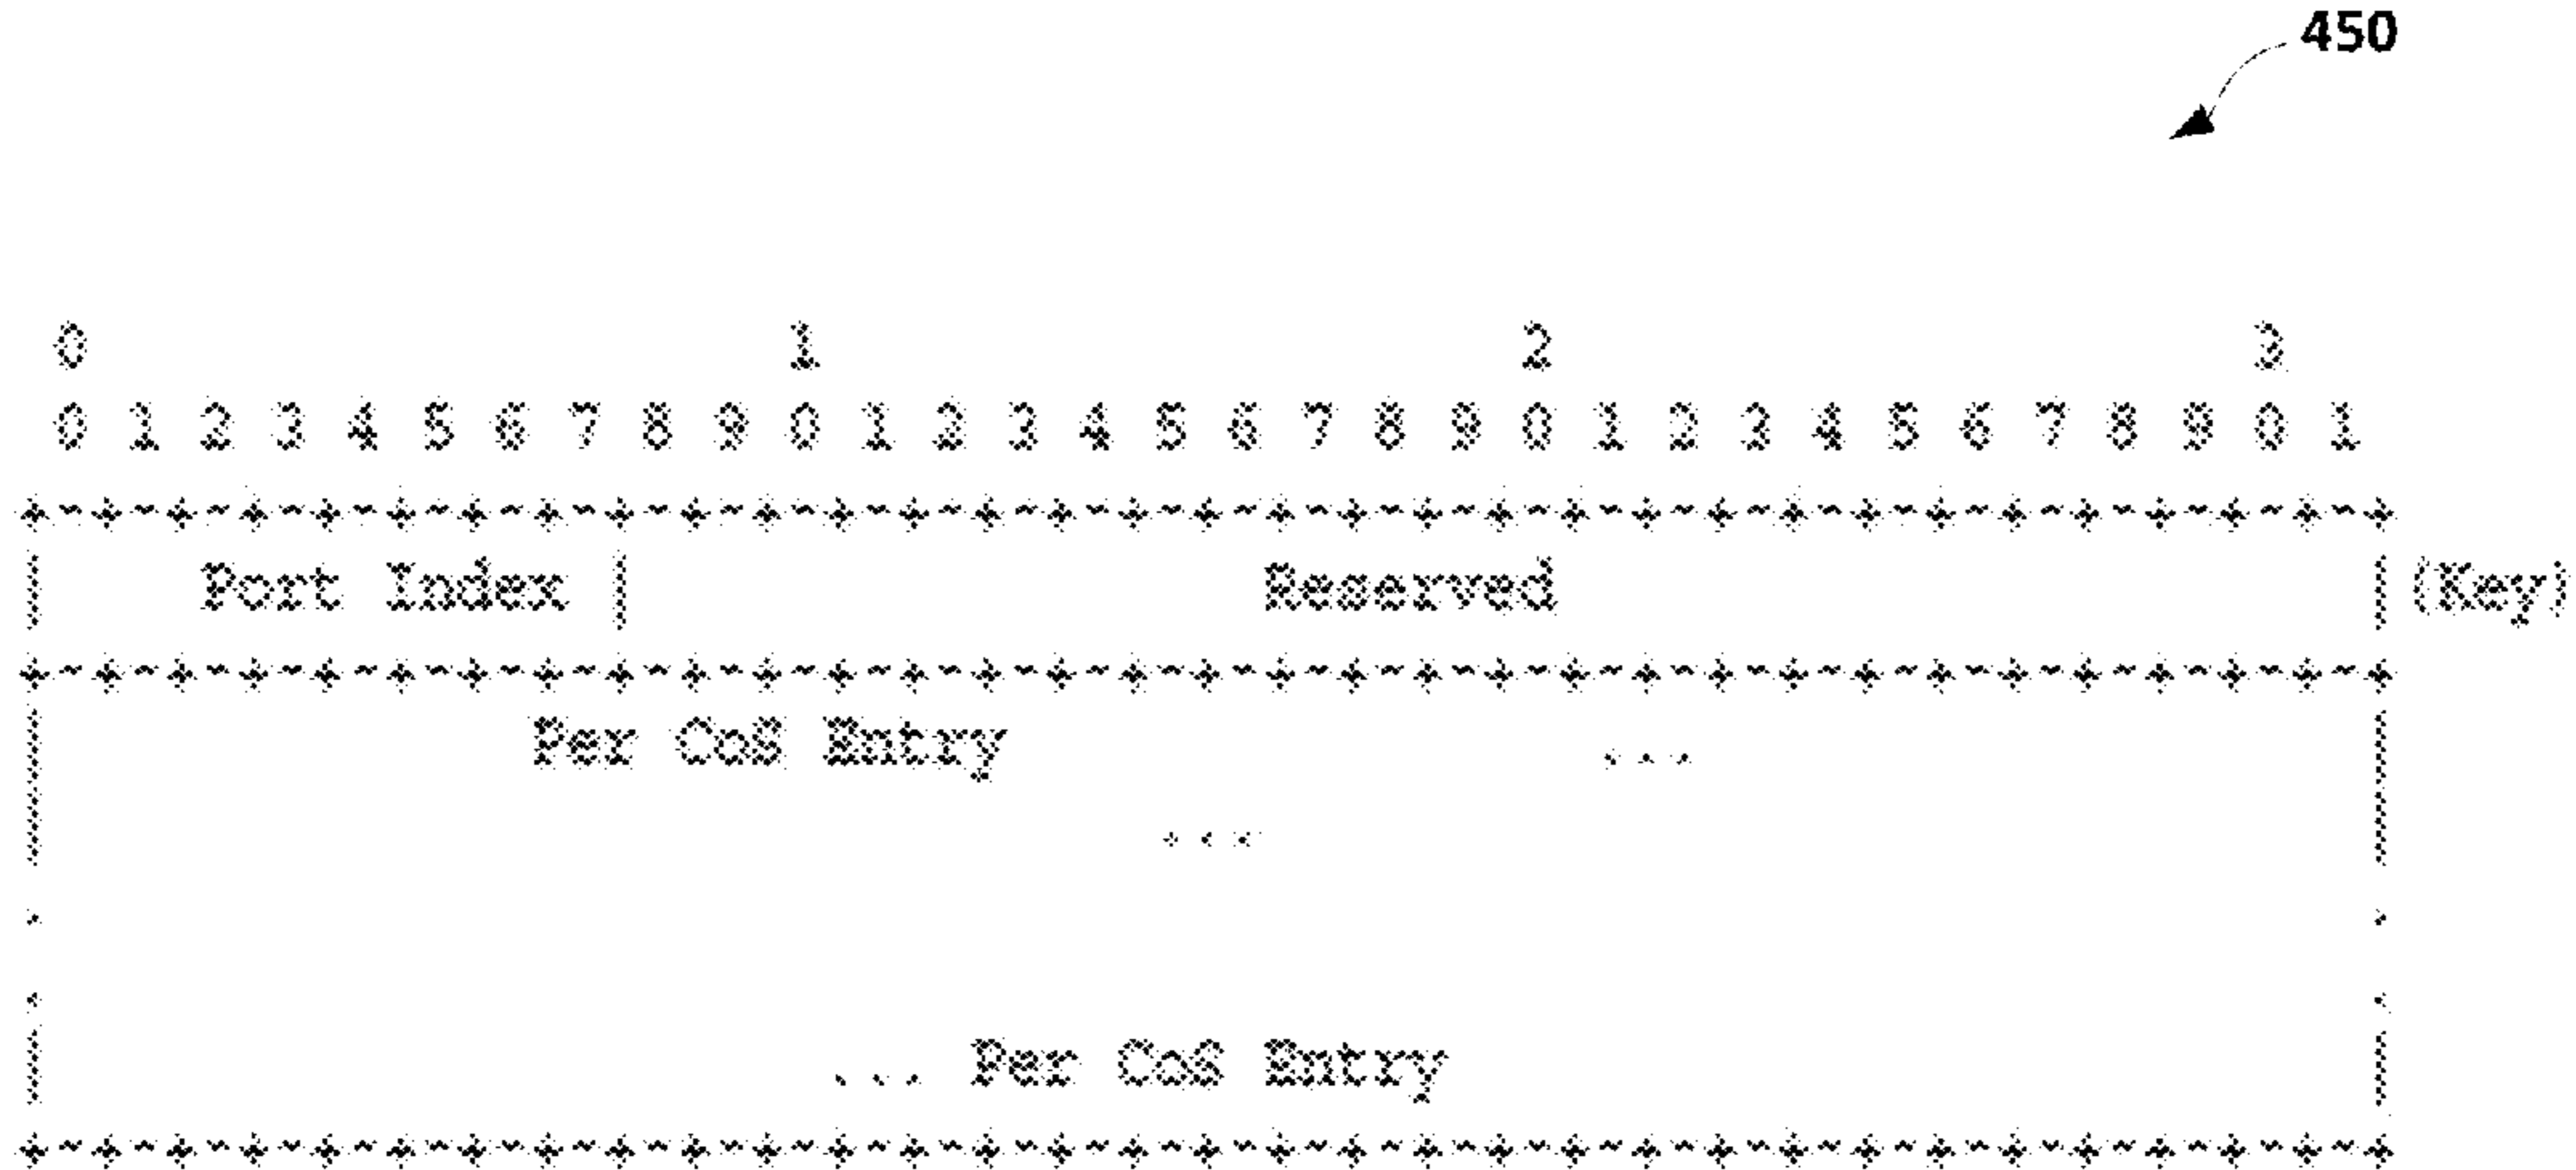 450
0 1 2 3
0 1 2 3 4 5 6 7 8 9 0 1 2 3 4 5 6 7 8 9 0 1 2 3 4 5 6 7 8 9 0 1
+-+-+-+-+-+-+-+-+-+-+-+-+-+-+-+-+-+-+-+-+-+-+-+-+-+-+-+-+-+-+-+-+
| Port Index | Reserved | (Key)
+-+-+-+-+-+-+-+-+-+-+-+-+-+-+-+-+-+-+-+-+-+-+-+-+-+-+-+-+-+-+-+-+
| Per CoS Entry ... |
| ... |
. .
. .
| ... Per CoS Entry |
+-+-+-+-+-+-+-+-+-+-+-+-+-+-+-+-+-+-+-+-+-+-+-+-+-+-+-+-+-+-+-+-+